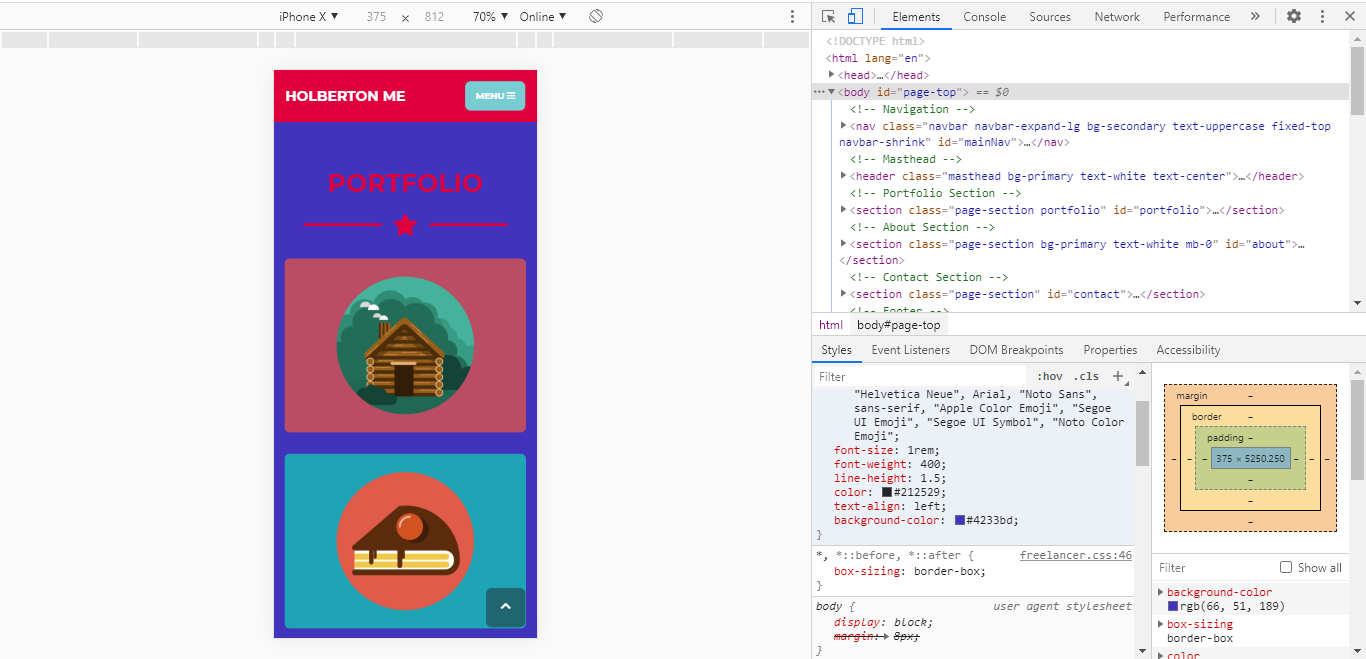 iPhone X ▼ 375 × 812 70% ▼ Online ▼
HOLBERTON ME
MENU
PORTFOLIO
Elements Console Sources Network Performance »
<!DOCTYPE html>
<html lang="en">
<head>…</head>
<body id="page-top"> == $0
<!-- Navigation -->
<nav class="navbar navbar-expand-lg bg-secondary text-uppercase fixed-top
navbar-shrink" id="mainNav">…</nav>
<!-- Masthead -->
<header class="masthead bg-primary text-white text-center">…</header>
<!-- Portfolio Section -->
<section class="page-section portfolio" id="portfolio">…</section>
<!-- About Section -->
<section class="page-section bg-primary text-white mb-0" id="about">…
</section>
<!-- Contact Section -->
<section class="page-section" id="contact">…</section>
<!-- Footer -->
html body#page-top
Styles Event Listeners DOM Breakpoints Properties Accessibility
Filter :hov .cls +
"Helvetica Neue", Arial, "Noto Sans",
sans-serif, "Apple Color Emoji", "Segoe
UI Emoji", "Segoe UI Symbol", "Noto Color
Emoji";
font-size: 1rem;
font-weight: 400;
line-height: 1.5;
color: #212529;
text-align: left;
background-color: #4233bd;
}
*, *::before, *::after { freelancer.css:46
box-sizing: border-box;
}
body { user agent stylesheet
display: block;
margin: 8px;
}
margin –
border –
padding –
– – – 375 × 5250.250 – – –
–
–
–
Filter Show all
background-color
rgb(66, 51, 189)
box-sizing
border-box
color